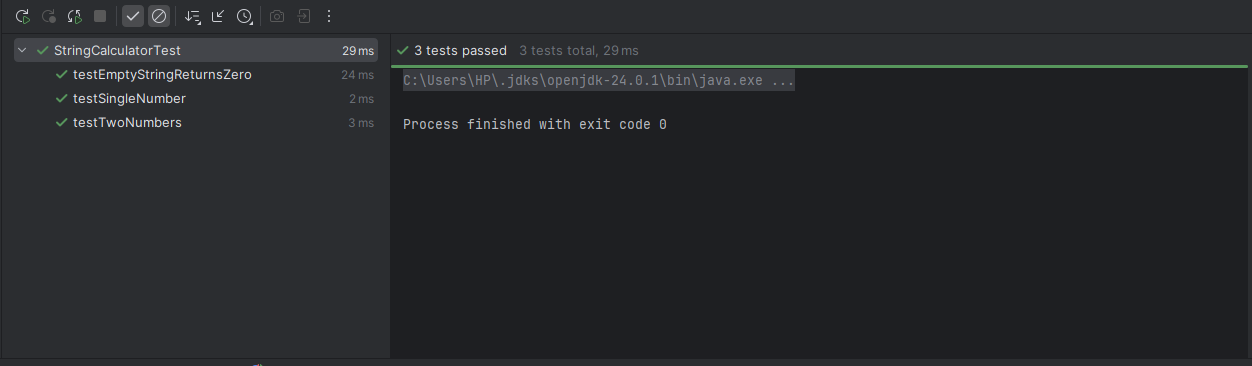 StringCalculatorTest 29 ms
testEmptyStringReturnsZero 24 ms
testSingleNumber 2 ms
testTwoNumbers 3 ms
3 tests passed 3 tests total, 29 ms
C:\Users\HP\.jdks\openjdk-24.0.1\bin\java.exe ...
Process finished with exit code 0